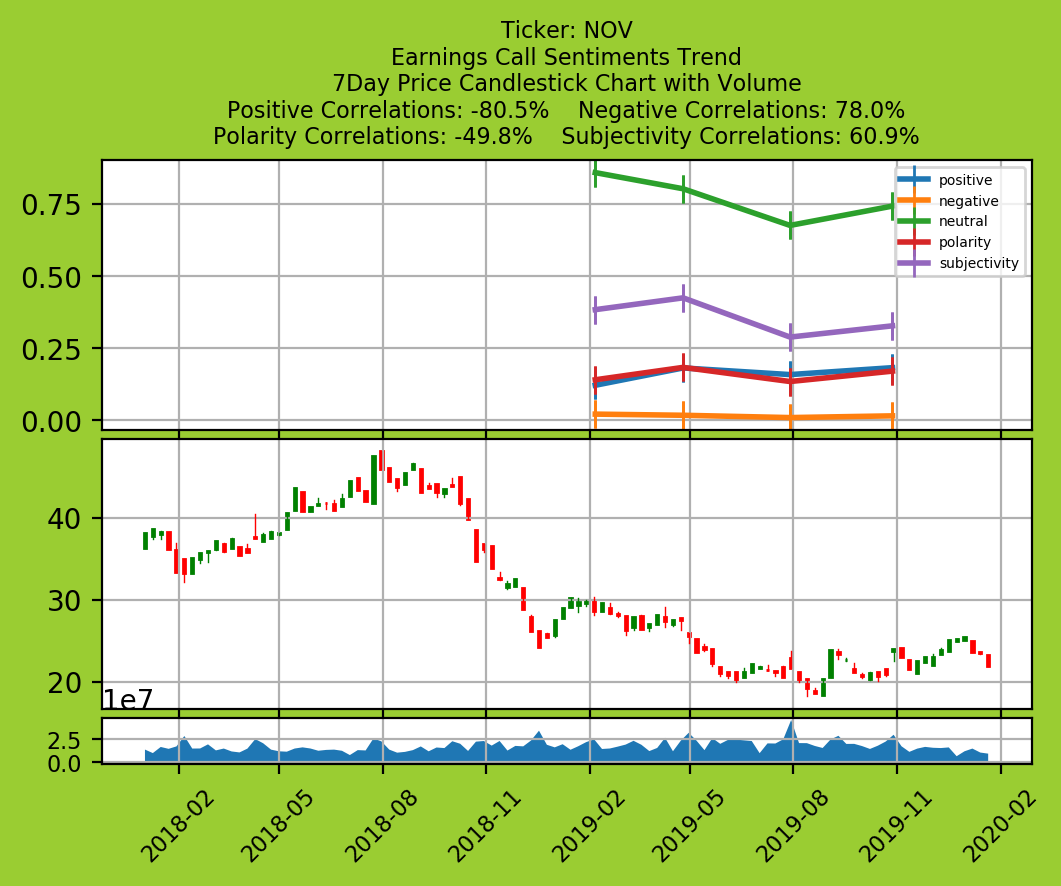 Ticker: NOV
Earnings Call Sentiments Trend
7Day Price Candlestick Chart with Volume
Positive Correlations: -80.5%    Negative Correlations: 78.0%
Polarity Correlations: -49.8%    Subjectivity Correlations: 60.9%
0.75
0.50
0.25
0.00
positive
negative
neutral
polarity
subjectivity
40
30
20
1e7
2.5
0.0
2018-02
2018-05
2018-08
2018-11
2019-02
2019-05
2019-08
2019-11
2020-02